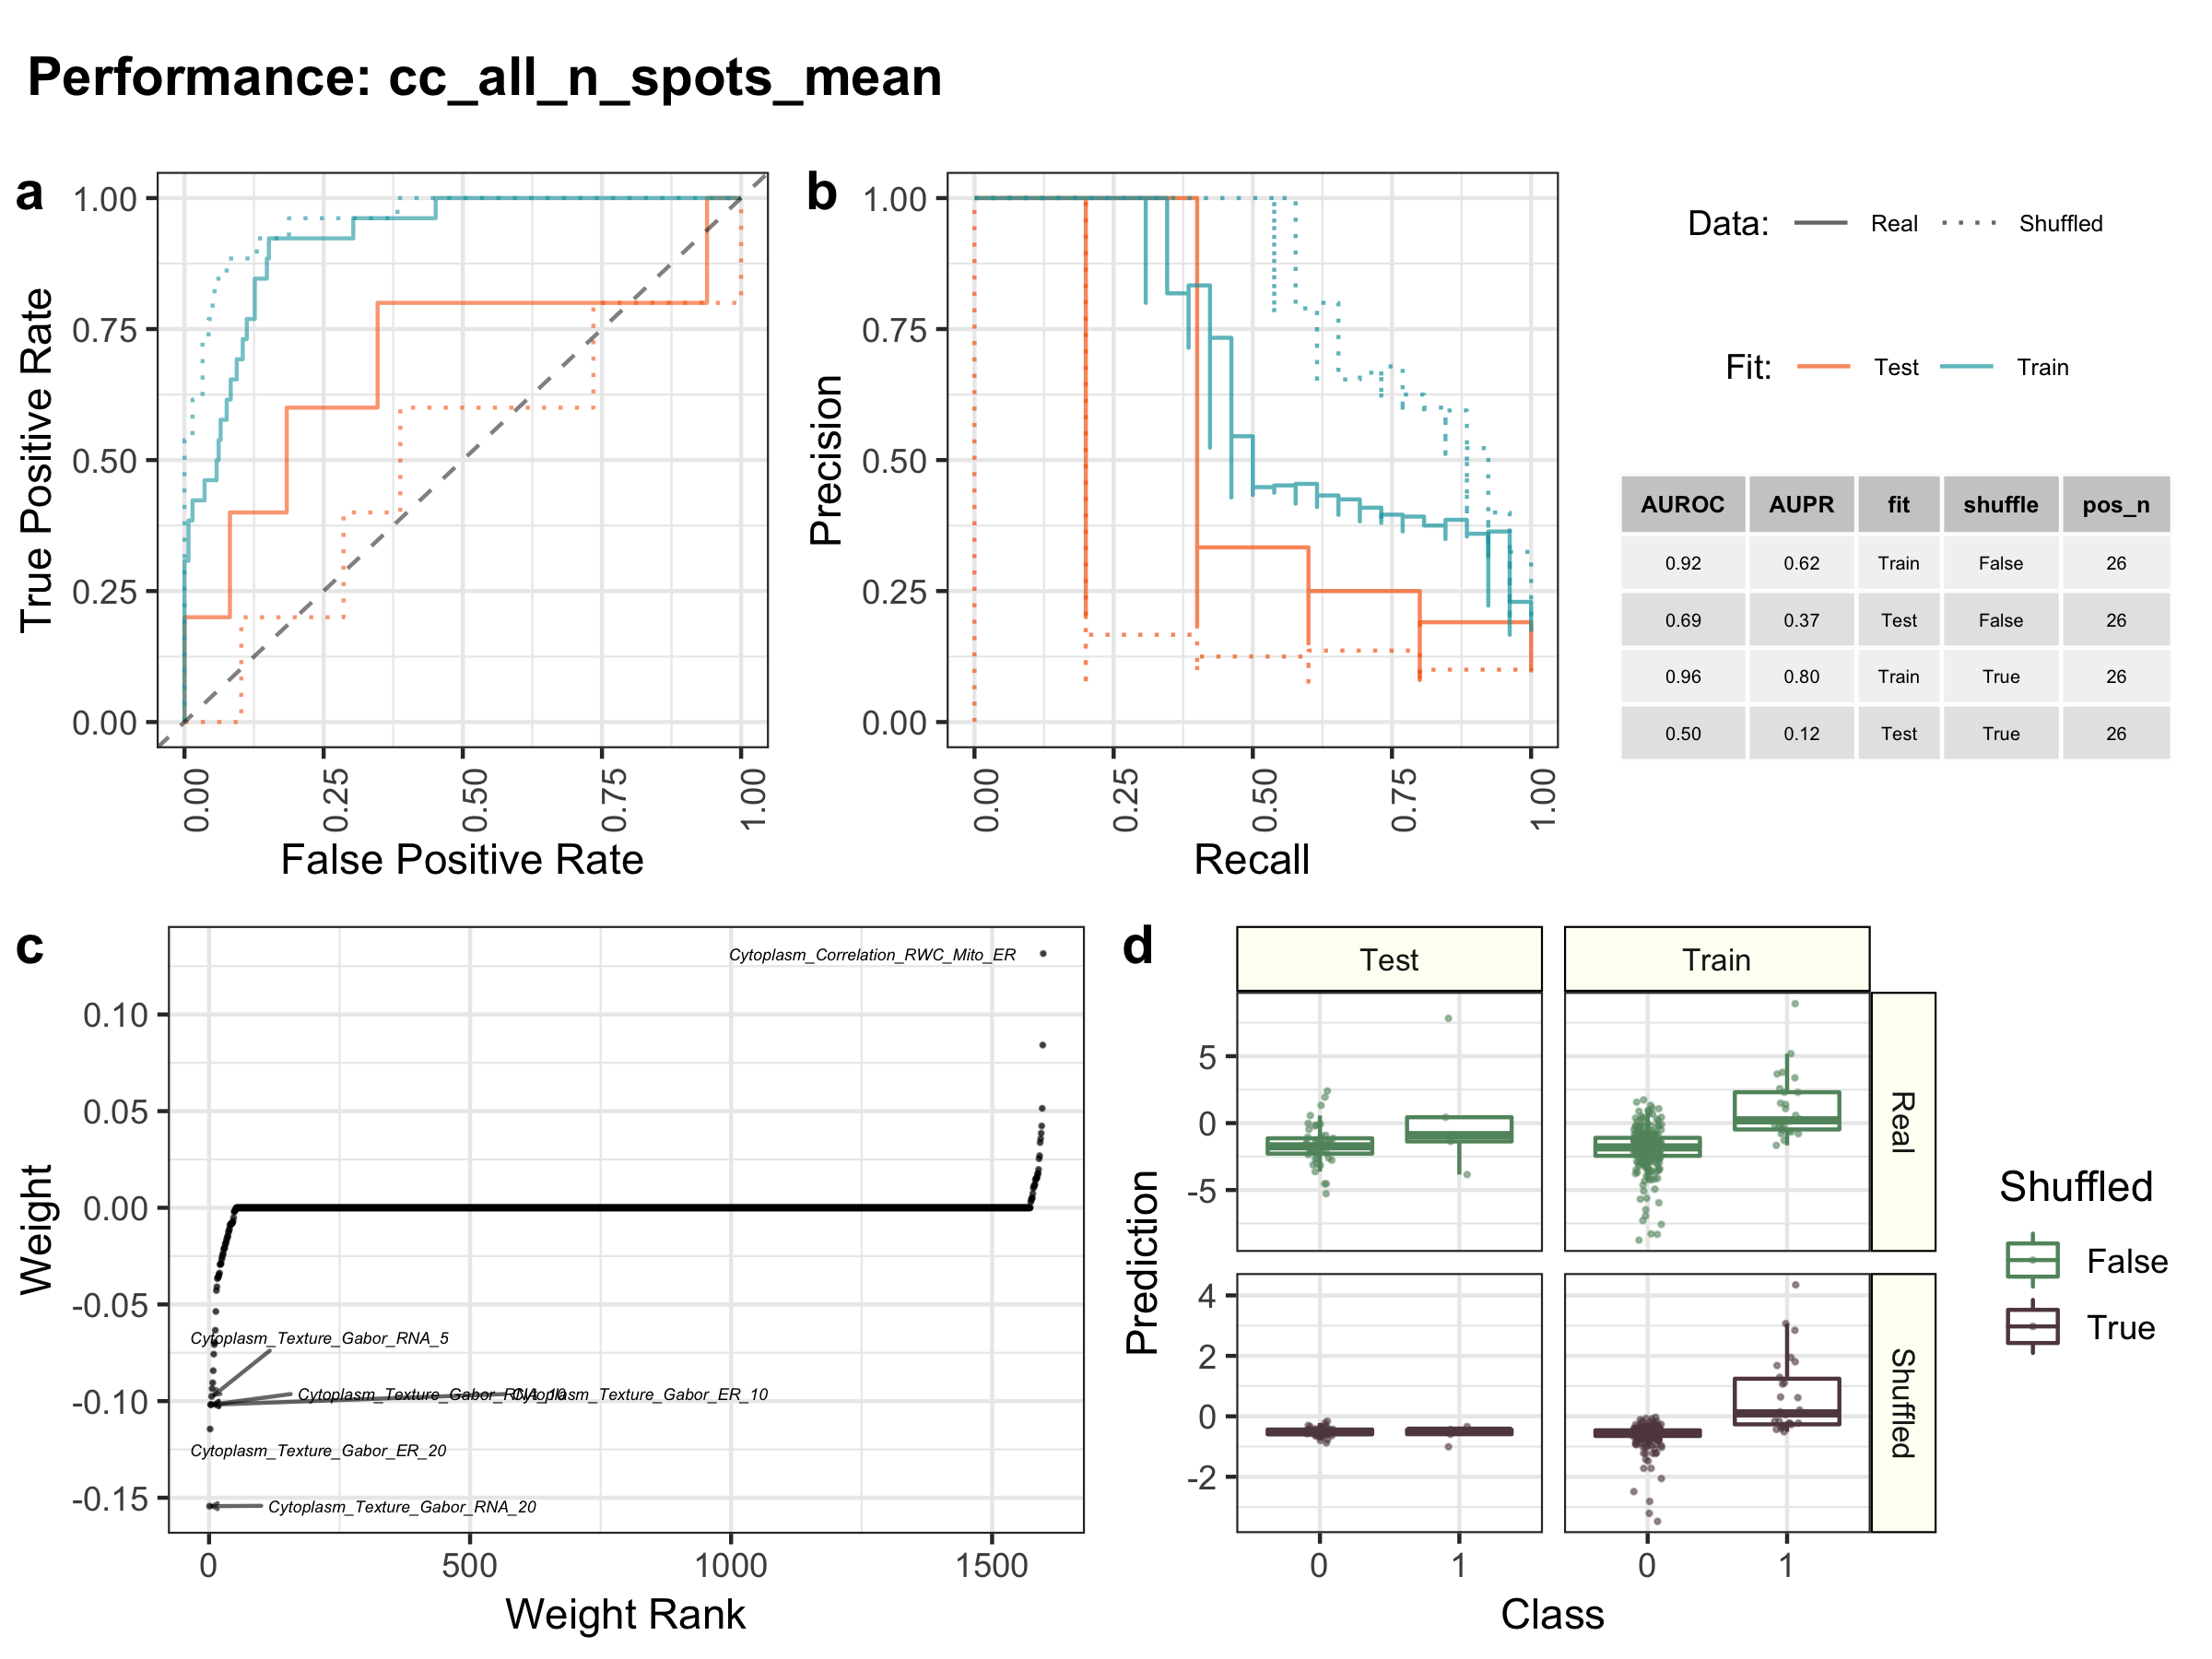 Performance: cc_all_n_spots_mean
a
True Positive Rate
1.00
0.75
0.50
0.25
0.00
0.00
0.25
0.50
0.75
1.00
False Positive Rate
b
Precision
1.00
0.75
0.50
0.25
0.00
0.00
0.25
0.50
0.75
1.00
Recall
Data: Real Shuffled
Fit: Test Train
AUROC AUPR fit shuffle pos_n
0.92 0.62 Train False 26
0.69 0.37 Test False 26
0.96 0.80 Train True 26
0.50 0.12 Test True 26
c
Weight
0.10
0.05
0.00
-0.05
-0.10
-0.15
Cytoplasm_Correlation_RWC_Mito_ER
Cytoplasm_Texture_Gabor_RNA_5
Cytoplasm_Texture_Gabor_RNA_10
Cytoplasm_Texture_Gabor_ER_10
Cytoplasm_Texture_Gabor_ER_20
Cytoplasm_Texture_Gabor_RNA_20
0
500
1000
1500
Weight Rank
d
Test
Train
Prediction
5
0
-5
Real
4
2
0
-2
Shuffled
0
1
0
1
Class
Shuffled
False
True